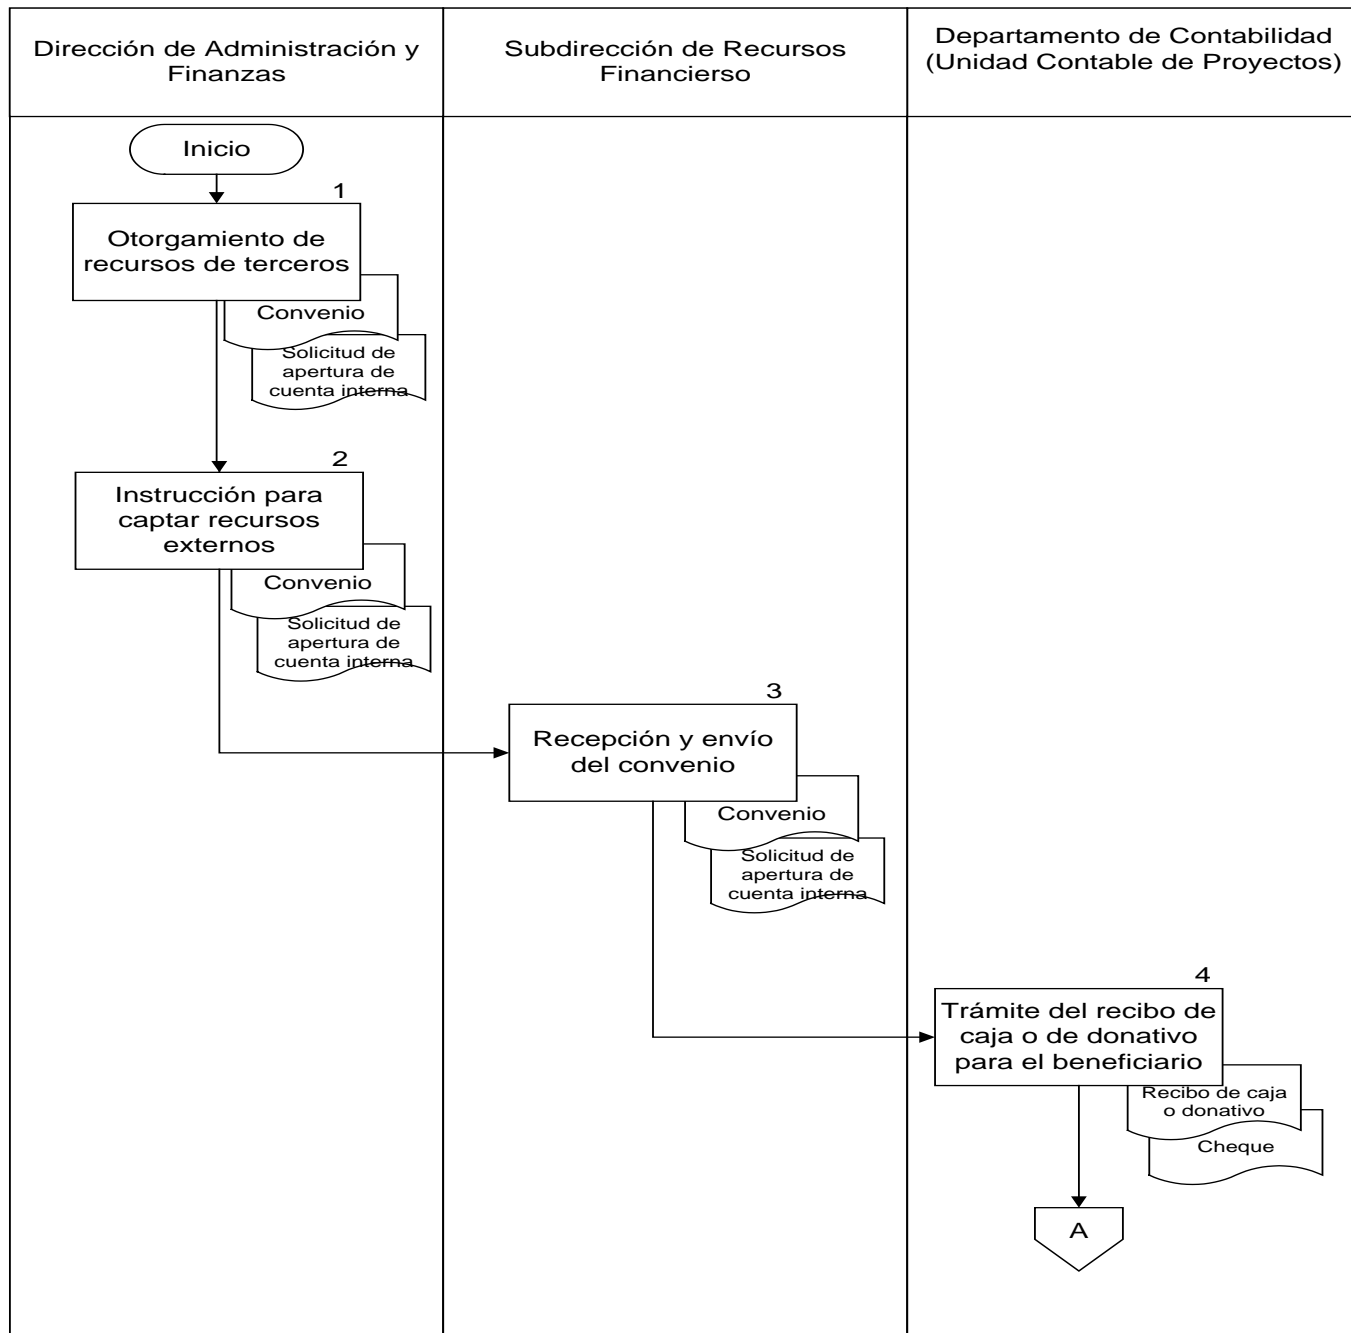 Dirección de Administración y
Finanzas
Subdirección de Recursos
Financierso
Departamento de Contabilidad
(Unidad Contable de Proyectos)
Inicio
1
Otorgamiento de
recursos de terceros
Convenio
Solicitud de
apertura de
cuenta interna
2
Instrucción para
captar recursos
externos
Convenio
Solicitud de
apertura de
cuenta interna
3
Recepción y envío
del convenio
Convenio
Solicitud de
apertura de
cuenta interna
4
Trámite del recibo de
caja o de donativo
para el beneficiario
Recibo de caja
o donativo
Cheque
A